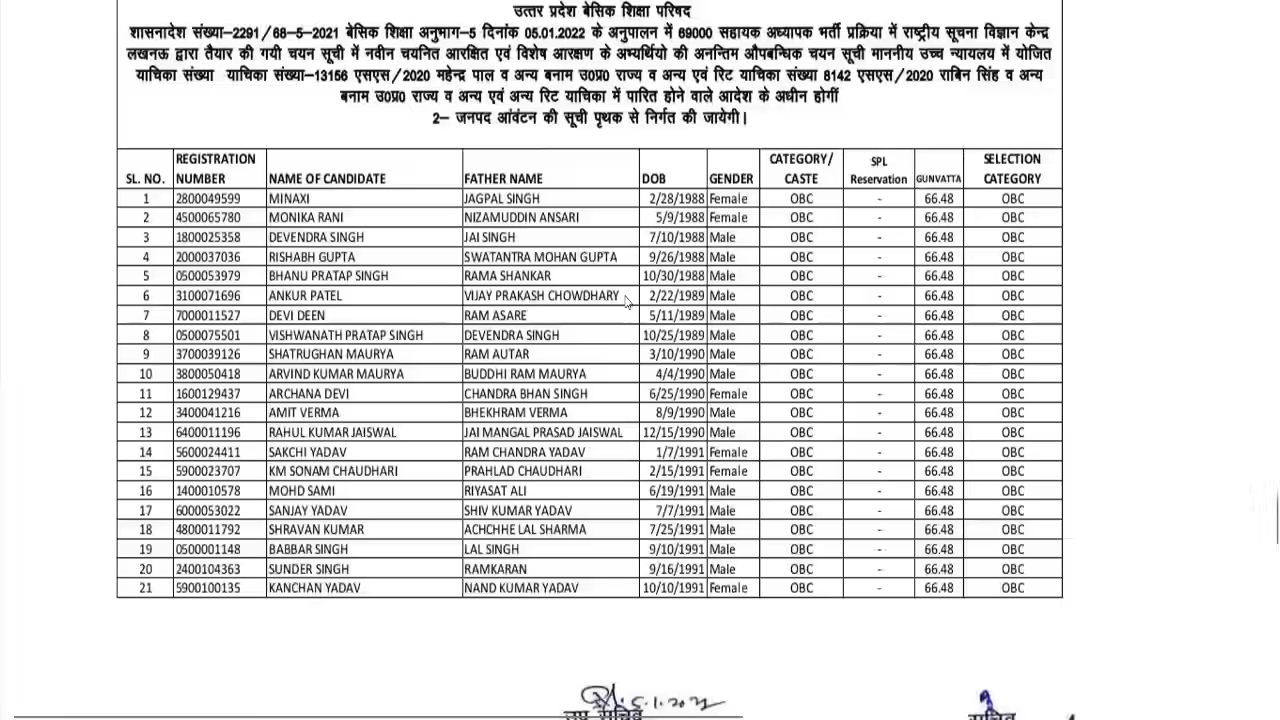 उत्तर प्रदेश बेसिक शिक्षा परिषद
शासनादेश संख्या–2291/68-5-2021 बेसिक शिक्षा अनुभाग-5 दिनांक 05.01.2022 के अनुपालन में 69000 सहायक अध्यापक भर्ती प्रक्रिया में राष्ट्रीय सूचना विज्ञान केन्द्र
लखनऊ द्वारा तैयार की गयी चयन सूची में नवीन चयनित आरक्षित एवं विशेष आरक्षण के अभ्यर्थियो की अनन्तिम औपबन्धिक चयन सूची माननीय उच्च न्यायलय में योजित
याचिका संख्या याचिका संख्या–13156 एसएस/2020 महेन्द्र पाल व अन्य बनाम उ0प्र0 राज्य व अन्य एवं रिट याचिका संख्या 8142 एसएस/2020 राबिन सिंह व अन्य
बनाम उ0प्र0 राज्य व अन्य एवं अन्य रिट याचिका में पारित होने वाले आदेश के अधीन होगीं
2– जनपद आंवंटन की सूची पृथक से निर्गत की जायेगी।
SL. NO. REGISTRATION NUMBER NAME OF CANDIDATE FATHER NAME DOB GENDER CATEGORY/ CASTE SPL Reservation GUNVATTA SELECTION CATEGORY
1 2800049599 MINAXI JAGPAL SINGH 2/28/1988 Female OBC - 66.48 OBC
2 4500065780 MONIKA RANI NIZAMUDDIN ANSARI 5/9/1988 Female OBC - 66.48 OBC
3 1800025358 DEVENDRA SINGH JAI SINGH 7/10/1988 Male OBC - 66.48 OBC
4 2000037036 RISHABH GUPTA SWATANTRA MOHAN GUPTA 9/26/1988 Male OBC - 66.48 OBC
5 0500053979 BHANU PRATAP SINGH RAMA SHANKAR 10/30/1988 Male OBC - 66.48 OBC
6 3100071696 ANKUR PATEL VIJAY PRAKASH CHOWDHARY 2/22/1989 Male OBC - 66.48 OBC
7 7000011527 DEVI DEEN RAM ASARE 5/11/1989 Male OBC - 66.48 OBC
8 0500075501 VISHWANATH PRATAP SINGH DEVENDRA SINGH 10/25/1989 Male OBC - 66.48 OBC
9 3700039126 SHATRUGHAN MAURYA RAM AUTAR 3/10/1990 Male OBC - 66.48 OBC
10 3800050418 ARVIND KUMAR MAURYA BUDDHI RAM MAURYA 4/4/1990 Male OBC - 66.48 OBC
11 1600129437 ARCHANA DEVI CHANDRA BHAN SINGH 6/25/1990 Female OBC - 66.48 OBC
12 3400041216 AMIT VERMA BHEKHRAM VERMA 8/9/1990 Male OBC - 66.48 OBC
13 6400011196 RAHUL KUMAR JAISWAL JAI MANGAL PRASAD JAISWAL 12/15/1990 Male OBC - 66.48 OBC
14 5600024411 SAKCHI YADAV RAM CHANDRA YADAV 1/7/1991 Female OBC - 66.48 OBC
15 5900023707 KM SONAM CHAUDHARI PRAHLAD CHAUDHARI 2/15/1991 Female OBC - 66.48 OBC
16 1400010578 MOHD SAMI RIYASAT ALI 6/19/1991 Male OBC - 66.48 OBC
17 6000053022 SANJAY YADAV SHIV KUMAR YADAV 7/7/1991 Male OBC - 66.48 OBC
18 4800011792 SHRAVAN KUMAR ACHCHHE LAL SHARMA 7/25/1991 Male OBC - 66.48 OBC
19 0500001148 BABBAR SINGH LAL SINGH 9/10/1991 Male OBC - 66.48 OBC
20 2400104363 SUNDER SINGH RAMKARAN 9/16/1991 Male OBC - 66.48 OBC
21 5900100135 KANCHAN YADAV NAND KUMAR YADAV 10/10/1991 Female OBC - 66.48 OBC
उप सचिव सचिव